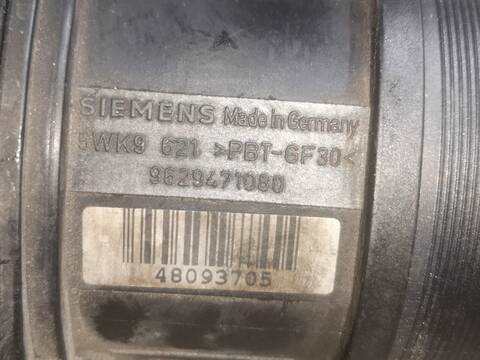 SIEMENS Made in Germany
5WK9 621 >PBT-GF30<
9629471080
48093705